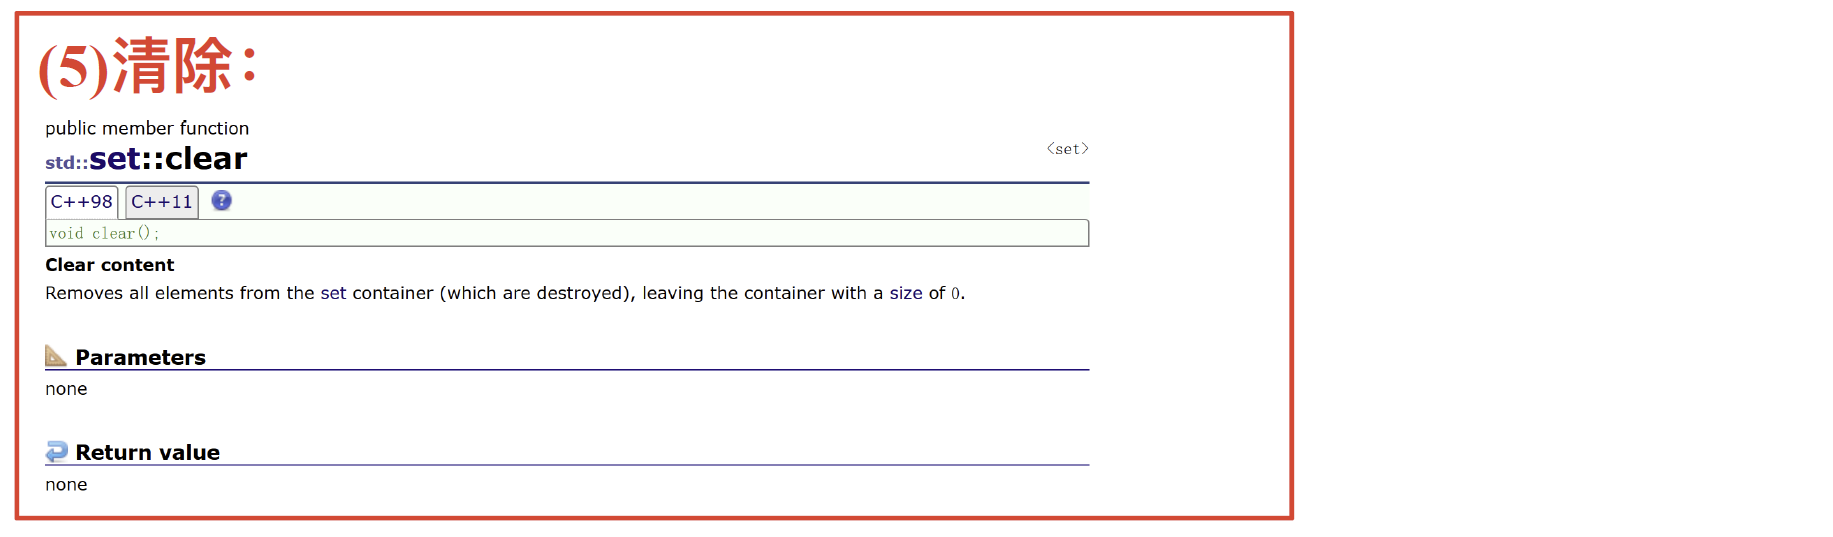 (5)清除：
public member function
std::set::clear
<set>
C++98 C++11 ?
void clear();
Clear content
Removes all elements from the set container (which are destroyed), leaving the container with a size of 0.
Parameters
none
Return value
none